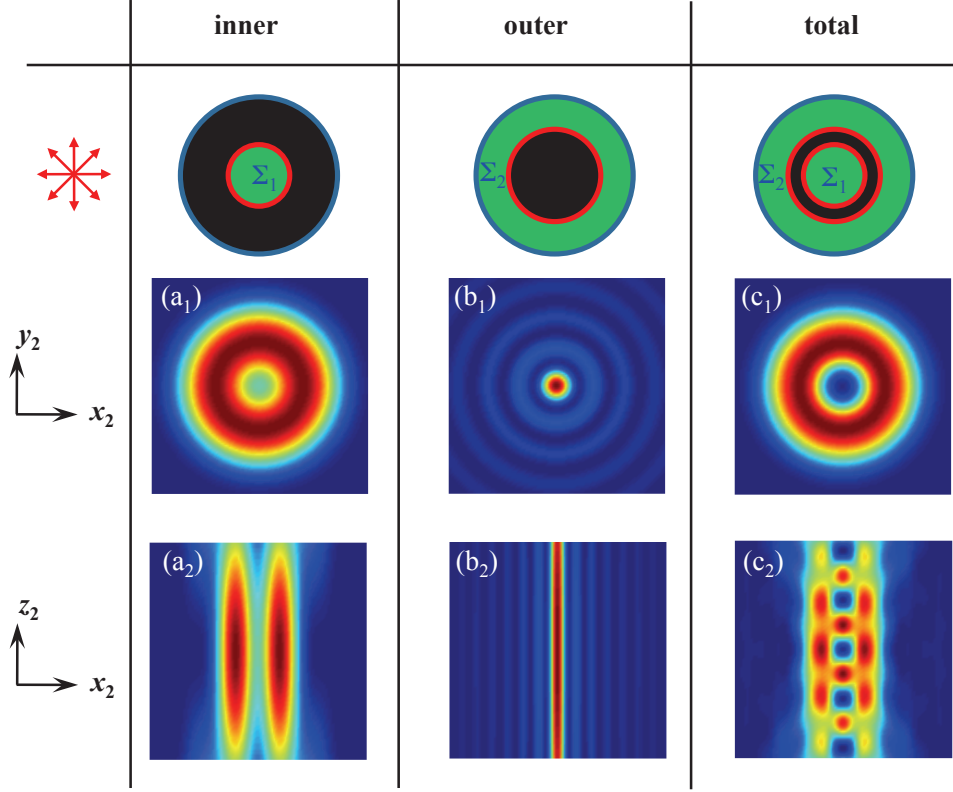 inner outer total
Σ₁ Σ₂ Σ₂ Σ₁
(a₁) (b₁) (c₁)
y₂
x₂
(a₂) (b₂) (c₂)
z₂
x₂